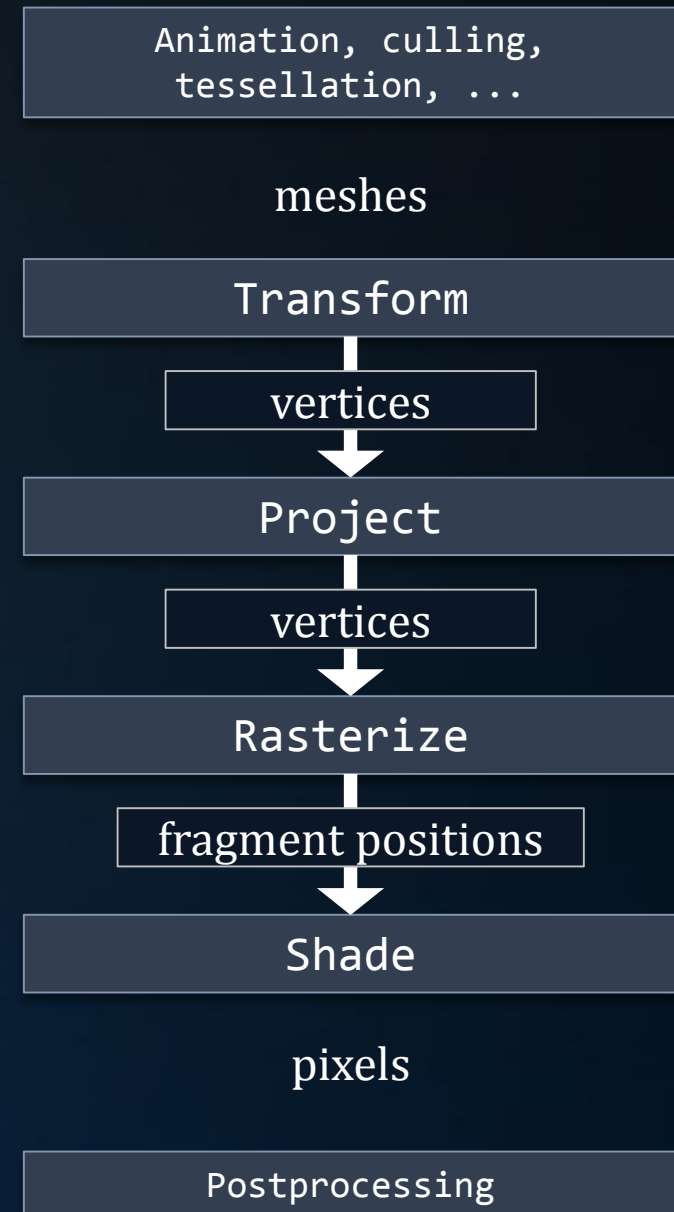 Animation, culling,
tessellation, ...
meshes
Transform
vertices
Project
vertices
Rasterize
fragment positions
Shade
pixels
Postprocessing